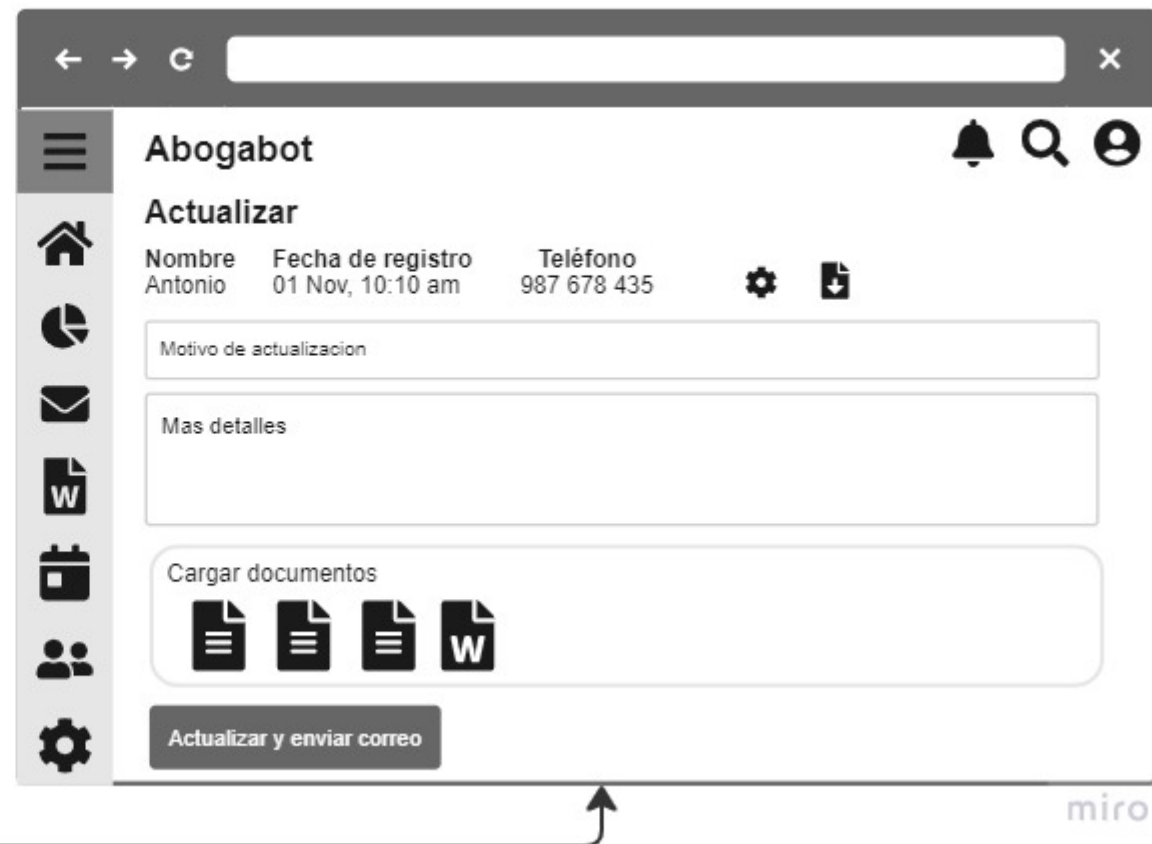 Abogabot
Actualizar
Nombre Fecha de registro Teléfono
Antonio 01 Nov, 10:10 am 987 678 435
Motivo de actualizacion
Mas detalles
W
Cargar documentos
W
Actualizar y enviar correo
miro